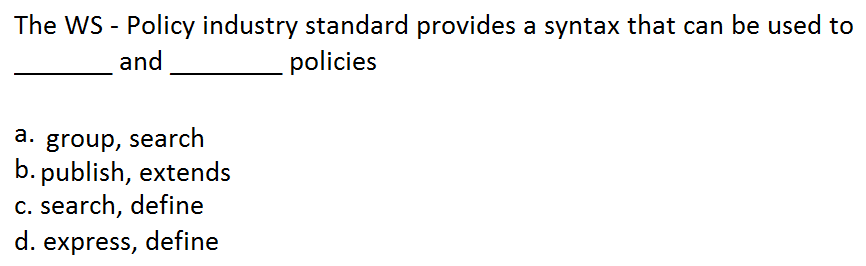 The WS - Policy industry standard provides a syntax that can be used to
________ and _________ policies
a. group, search
b. publish, extends
c. search, define
d. express, define